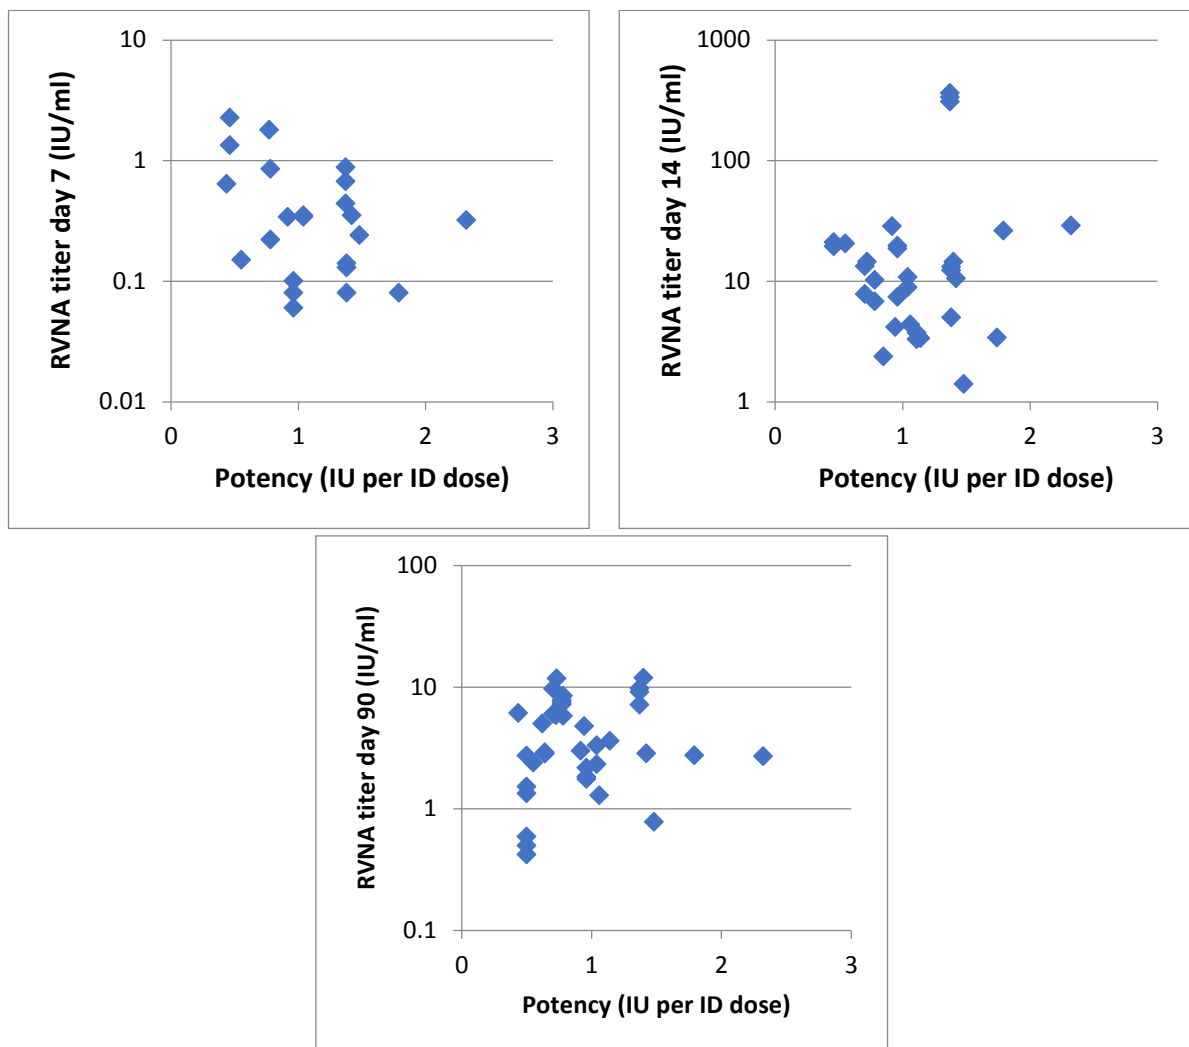 10
1
0.1
0.01
RVNA titer day 7 (IU/ml)
0 1 2 3
Potency (IU per ID dose)
1000
100
10
1
RVNA titer day 14 (IU/ml)
0 1 2 3
Potency (IU per ID dose)
100
10
1
0.1
RVNA titer day 90 (IU/ml)
0 1 2 3
Potency (IU per ID dose)